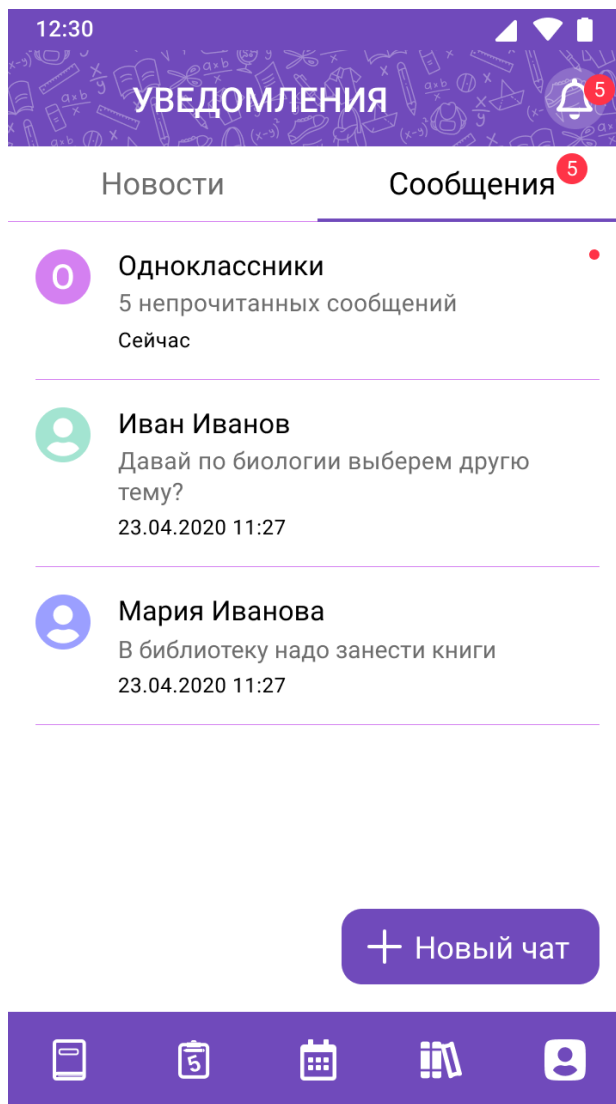 12:30
УВЕДОМЛЕНИЯ
5
Новости
Сообщения
5
О
Одноклассники
5 непрочитанных сообщений
Сейчас
Иван Иванов
Давай по биологии выберем другю
тему?
23.04.2020 11:27
Мария Иванова
В библиотеку надо занести книги
23.04.2020 11:27
Новый чат
5